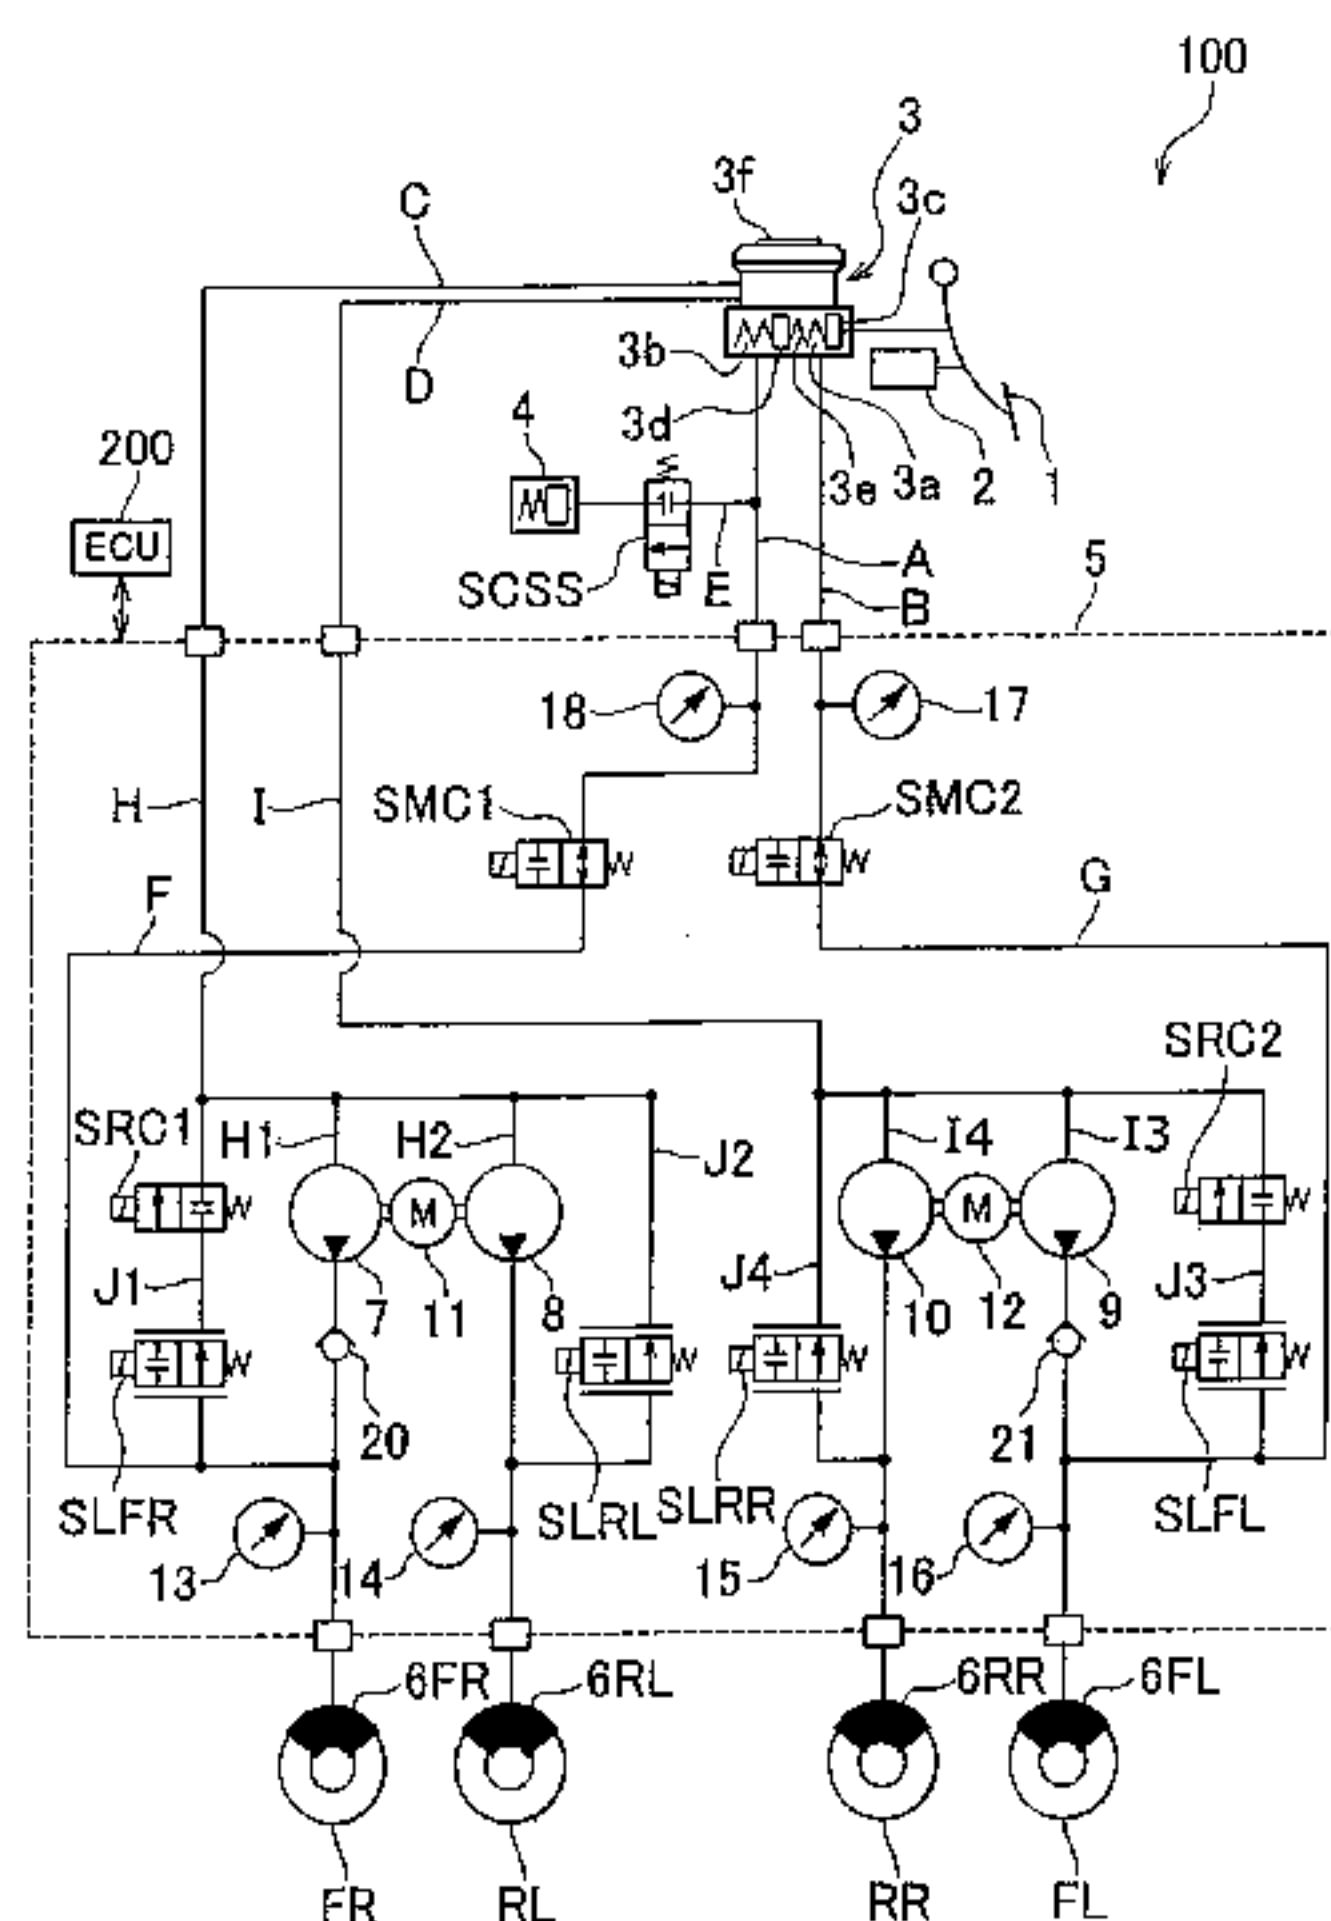 100
3
3f
3c
C
3b
D
3d
4
3e
3a
2
1
200
ECU
SCSS
E
A
B
5
18
17
H
I
SMC1
SMC2
F
G
SRC2
SRC1
H1
H2
J2
I4
I3
M
M
J1
7
11
8
J4
10
12
9
J3
20
21
SLFR
SLRL
SLRR
SLFL
13
14
15
16
6FR
6RL
6RR
6FL
FR
RL
RR
FL